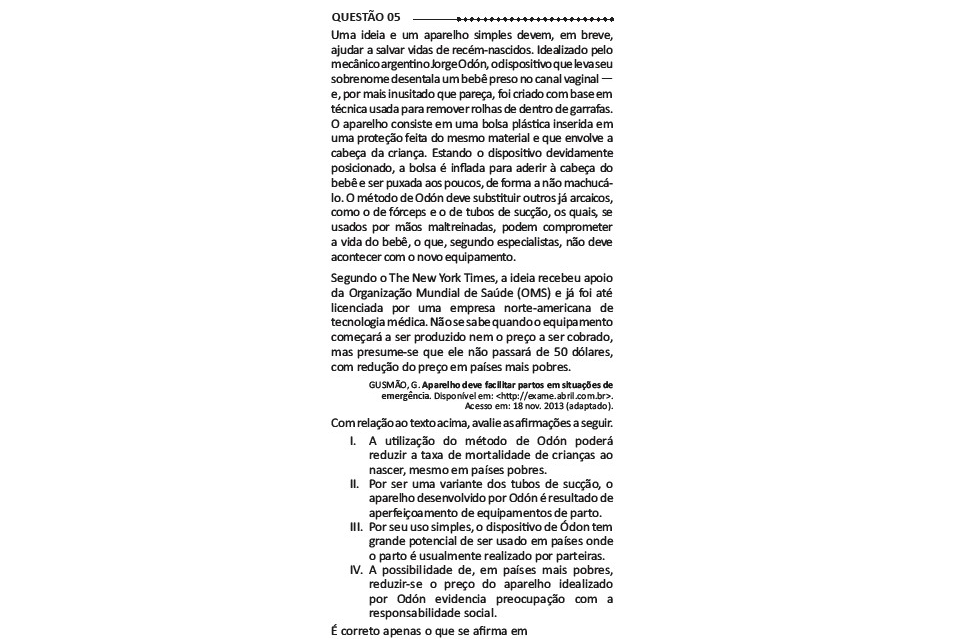 QUESTÃO 05
Uma ideia e um aparelho simples devem, em breve,
ajudar a salvar vidas de recém-nascidos. Idealizado pelo
mecânico argentino Jorge Odón, o dispositivo que leva seu
sobrenome desentala um bebê preso no canal vaginal —
e, por mais inusitado que pareça, foi criado com base em
técnica usada para remover rolhas de dentro de garrafas.
O aparelho consiste em uma bolsa plástica inserida em
uma proteção feita do mesmo material e que envolve a
cabeça da criança. Estando o dispositivo devidamente
posicionado, a bolsa é inflada para aderir à cabeça do
bebê e ser puxada aos poucos, de forma a não machucá-
lo. O método de Odón deve substituir outros já arcaicos,
como o de fórceps e o de tubos de sucção, os quais, se
usados por mãos maltreinadas, podem comprometer
a vida do bebê, o que, segundo especialistas, não deve
acontecer com o novo equipamento.
Segundo o The New York Times, a ideia recebeu apoio
da Organização Mundial de Saúde (OMS) e já foi até
licenciada por uma empresa norte-americana de
tecnologia médica. Não se sabe quando o equipamento
começará a ser produzido nem o preço a ser cobrado,
mas presume-se que ele não passará de 50 dólares,
com redução do preço em países mais pobres.
GUSMÃO, G. Aparelho deve facilitar partos em situações de
emergência. Disponível em: <http://exame.abril.com.br>.
Acesso em: 18 nov. 2013 (adaptado).
Com relação ao texto acima, avalie as afirmações a seguir.
I. A utilização do método de Odón poderá
reduzir a taxa de mortalidade de crianças ao
nascer, mesmo em países pobres.
II. Por ser uma variante dos tubos de sucção, o
aparelho desenvolvido por Odón é resultado de
aperfeiçoamento de equipamentos de parto.
III. Por seu uso simples, o dispositivo de Ódon tem
grande potencial de ser usado em países onde
o parto é usualmente realizado por parteiras.
IV. A possibilidade de, em países mais pobres,
reduzir-se o preço do aparelho idealizado
por Odón evidencia preocupação com a
responsabilidade social.
É correto apenas o que se afirma em